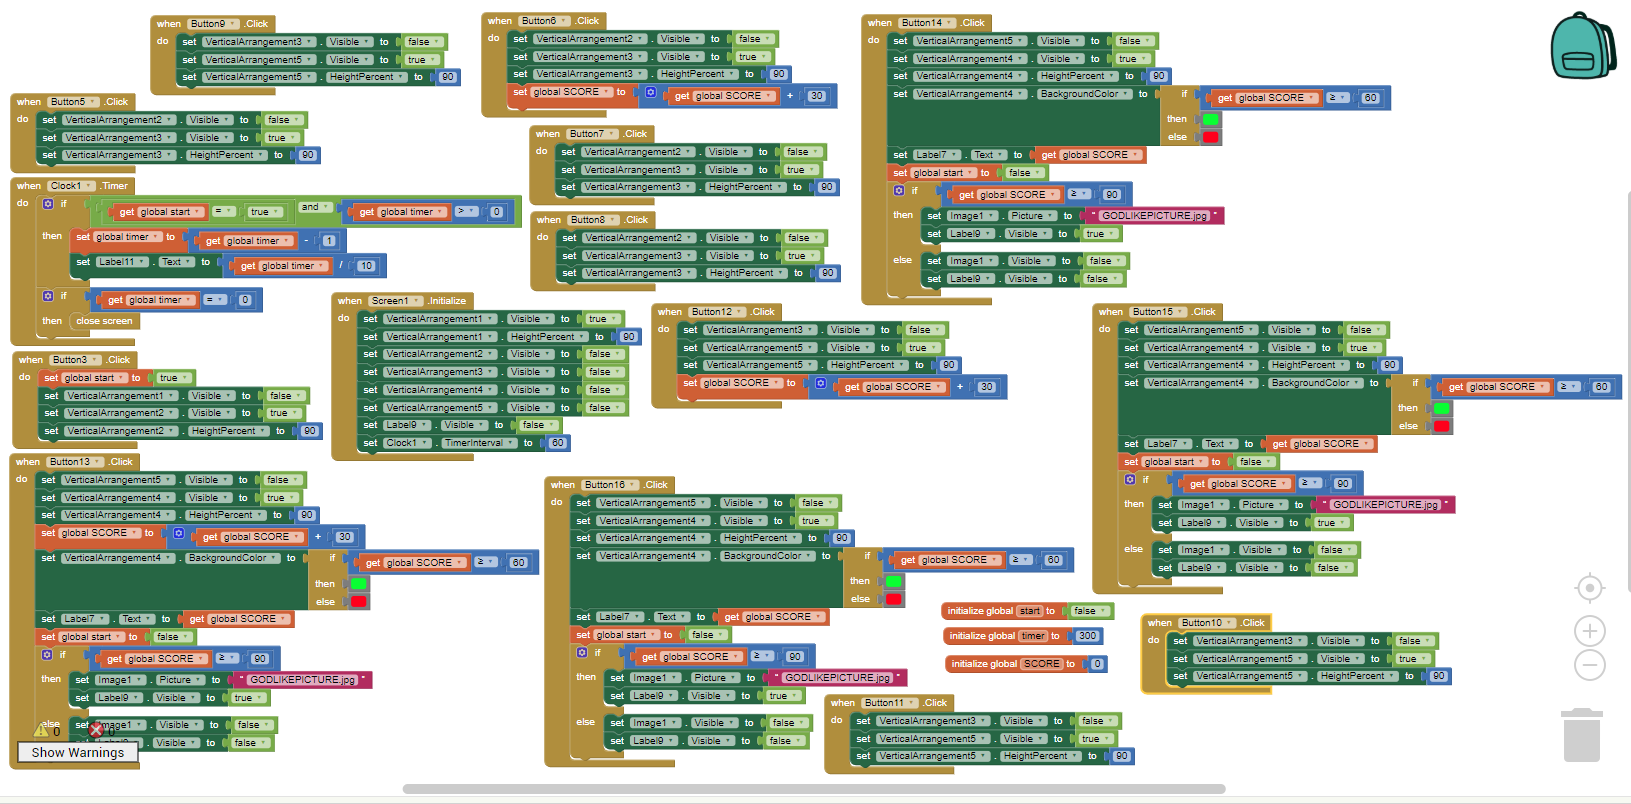 when Button9 .Click
do set VerticalArrangement3 . Visible to false
set VerticalArrangement5 . Visible to true
set VerticalArrangement5 . HeightPercent to 90
when Button6 .Click
do set VerticalArrangement2 . Visible to false
set VerticalArrangement3 . Visible to true
set VerticalArrangement3 . HeightPercent to 90
set global SCORE to get global SCORE + 30
when Button14 .Click
do set VerticalArrangement5 . Visible to false
set VerticalArrangement4 . Visible to true
set VerticalArrangement4 . HeightPercent to 90
set VerticalArrangement4 . BackgroundColor to if get global SCORE ≥ 60
then
else
set Label7 . Text to get global SCORE
set global start to false
if get global SCORE ≥ 90
then set Image1 . Picture to " GODLIKEPICTURE.jpg "
set Label9 . Visible to true
else set Image1 . Visible to false
set Label9 . Visible to false
when Button5 .Click
do set VerticalArrangement2 . Visible to false
set VerticalArrangement3 . Visible to true
set VerticalArrangement3 . HeightPercent to 90
when Button7 .Click
do set VerticalArrangement2 . Visible to false
set VerticalArrangement3 . Visible to true
set VerticalArrangement3 . HeightPercent to 90
when Clock1 .Timer
do if get global start = true and get global timer > 0
then set global timer to get global timer - 1
set Label11 . Text to get global timer / 10
if get global timer = 0
then close screen
when Button8 .Click
do set VerticalArrangement2 . Visible to false
set VerticalArrangement3 . Visible to true
set VerticalArrangement3 . HeightPercent to 90
when Screen1 .Initialize
do set VerticalArrangement1 . Visible to true
set VerticalArrangement1 . HeightPercent to 90
set VerticalArrangement2 . Visible to false
set VerticalArrangement3 . Visible to false
set VerticalArrangement4 . Visible to false
set VerticalArrangement5 . Visible to false
set Label9 . Visible to false
set Clock1 . TimerInterval to 60
when Button12 .Click
do set VerticalArrangement3 . Visible to false
set VerticalArrangement5 . Visible to true
set VerticalArrangement5 . HeightPercent to 90
set global SCORE to get global SCORE + 30
when Button15 .Click
do set VerticalArrangement5 . Visible to false
set VerticalArrangement4 . Visible to true
set VerticalArrangement4 . HeightPercent to 90
set VerticalArrangement4 . BackgroundColor to if get global SCORE ≥ 60
then
else
set Label7 . Text to get global SCORE
set global start to false
if get global SCORE ≥ 90
then set Image1 . Picture to " GODLIKEPICTURE.jpg "
set Label9 . Visible to true
else set Image1 . Visible to false
set Label9 . Visible to false
when Button3 .Click
do set global start to true
set VerticalArrangement1 . Visible to false
set VerticalArrangement2 . Visible to true
set VerticalArrangement2 . HeightPercent to 90
when Button13 .Click
do set VerticalArrangement5 . Visible to false
set VerticalArrangement4 . Visible to true
set VerticalArrangement4 . HeightPercent to 90
set global SCORE to get global SCORE + 30
set VerticalArrangement4 . BackgroundColor to if get global SCORE ≥ 60
then
else
set Label7 . Text to get global SCORE
set global start to false
if get global SCORE ≥ 90
then set Image1 . Picture to " GODLIKEPICTURE.jpg "
set Label9 . Visible to true
else set Image1 . Visible to false
. Visible to false
0 0
Show Warnings
when Button16 .Click
do set VerticalArrangement5 . Visible to false
set VerticalArrangement4 . Visible to true
set VerticalArrangement4 . HeightPercent to 90
set VerticalArrangement4 . BackgroundColor to if get global SCORE ≥ 60
then
else
set Label7 . Text to get global SCORE
set global start to false
if get global SCORE ≥ 90
then set Image1 . Picture to " GODLIKEPICTURE.jpg "
set Label9 . Visible to true
else set Image1 . Visible to false
set Label9 . Visible to false
initialize global start to false
initialize global timer to 300
initialize global SCORE to 0
when Button10 .Click
do set VerticalArrangement3 . Visible to false
set VerticalArrangement5 . Visible to true
set VerticalArrangement5 . HeightPercent to 90
when Button11 .Click
do set VerticalArrangement3 . Visible to false
set VerticalArrangement5 . Visible to true
set VerticalArrangement5 . HeightPercent to 90